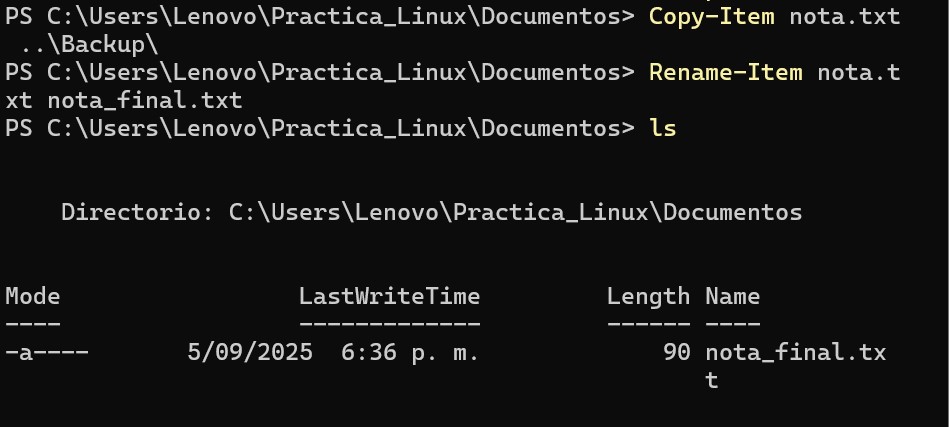 PS C:\Users\Lenovo\Practica_Linux\Documentos> Copy-Item nota.txt
 ..\Backup\
PS C:\Users\Lenovo\Practica_Linux\Documentos> Rename-Item nota.t
xt nota_final.txt
PS C:\Users\Lenovo\Practica_Linux\Documentos> ls
    Directorio: C:\Users\Lenovo\Practica_Linux\Documentos
Mode                 LastWriteTime         Length Name
----                 -------------         ------ ----
-a----       5/09/2025  6:36 p. m.             90 nota_final.tx
                                                  t